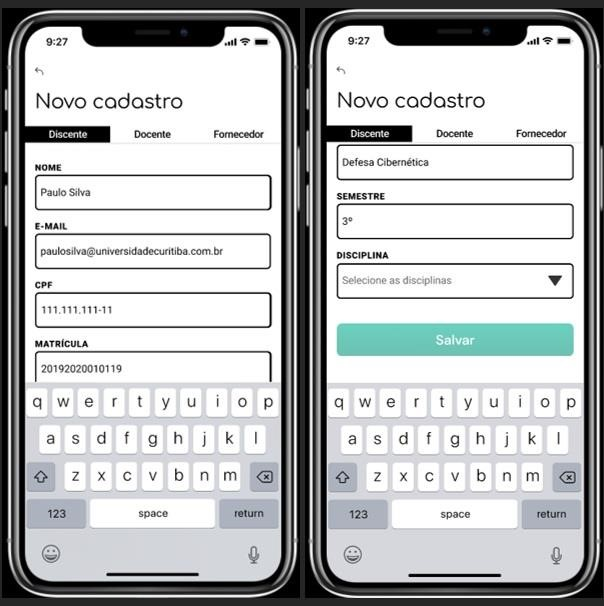 9:27
Novo cadastro
Discente Docente Fornecedor
NOME
Paulo Silva
E-MAIL
paulosilva@universidadecuritiba.com.br
CPF
111.111.111-11
MATRÍCULA
20192020010119
q w e r t y u i o p
a s d f g h j k l
z x c v b n m
123 space return
9:27
Novo cadastro
Discente Docente Fornecedor
Defesa Cibernética
SEMESTRE
3º
DISCIPLINA
Selecione as disciplinas
Salvar
q w e r t y u i o p
a s d f g h j k l
z x c v b n m
123 space return